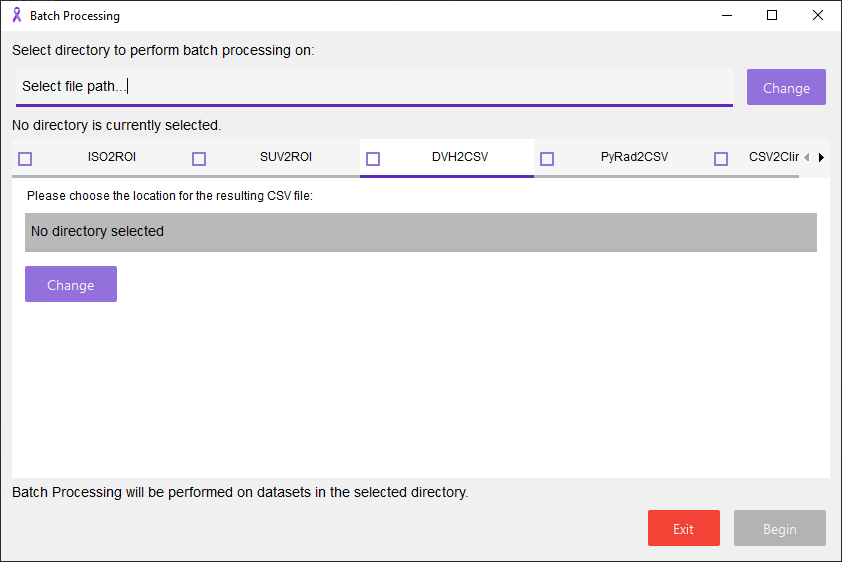 Batch Processing
Select directory to perform batch processing on:
Select file path...
Change
No directory is currently selected.
ISO2ROI SUV2ROI DVH2CSV PyRad2CSV CSV2Clin
Please choose the location for the resulting CSV file:
No directory selected
Change
Batch Processing will be performed on datasets in the selected directory.
Exit Begin